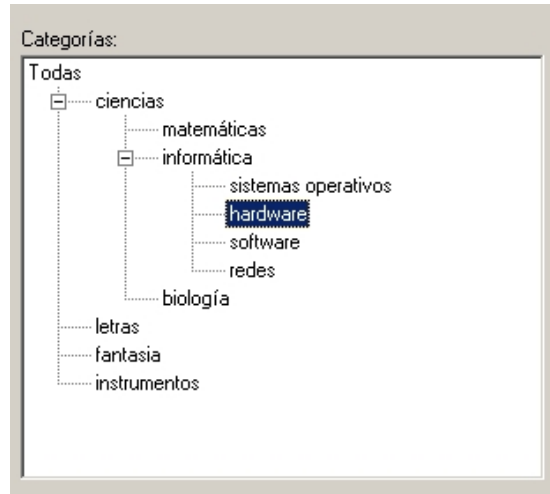 Categorías:
Todas
ciencias
matemáticas
informática
sistemas operativos
hardware
software
redes
biología
letras
fantasia
instrumentos